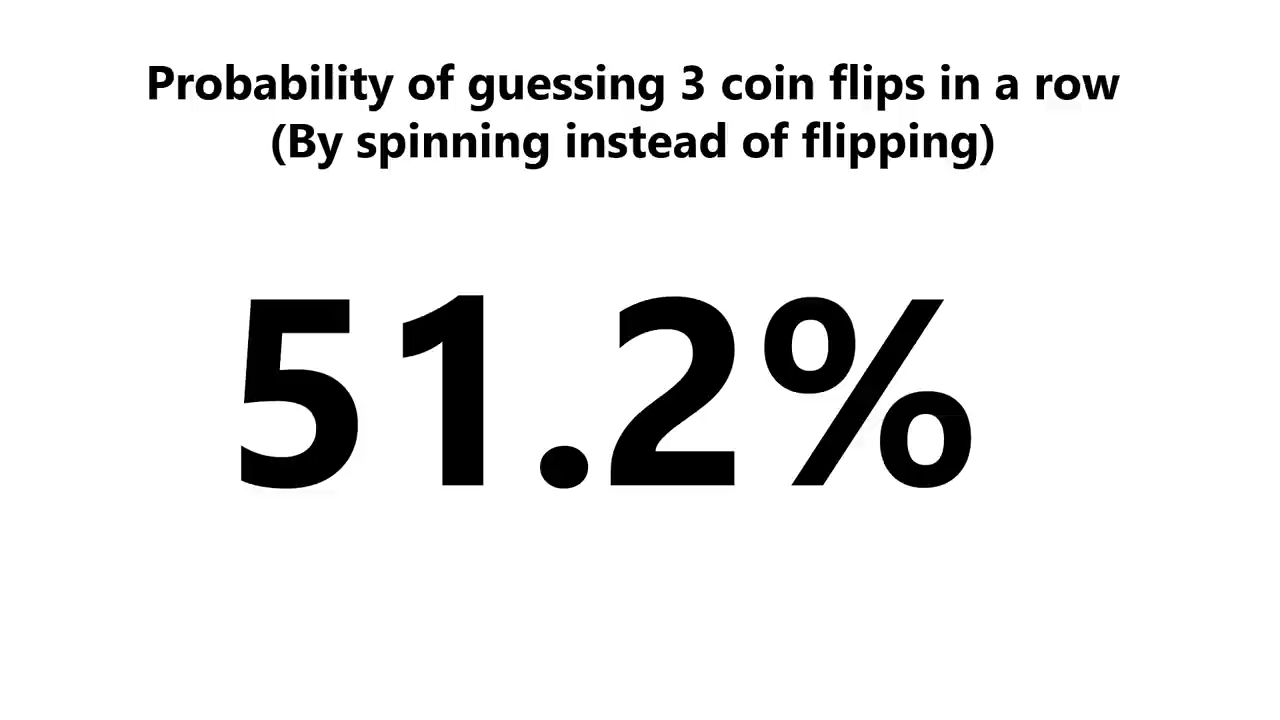 Probability of guessing 3 coin flips in a row
(By spinning instead of flipping)
51.2%